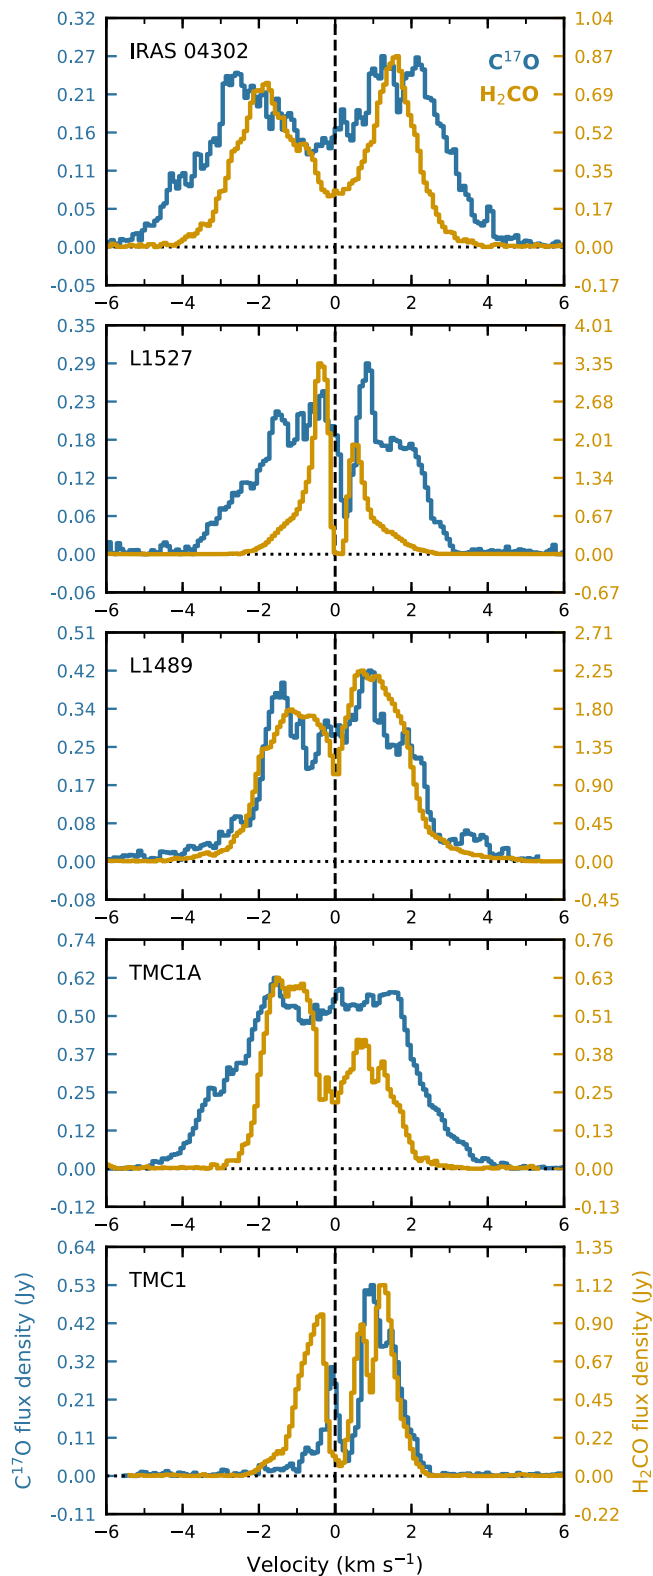 IRAS 04302
C¹⁷O
H₂CO
0.32 1.04
0.27 0.87
0.21 0.69
0.16 0.52
0.11 0.35
0.05 0.17
0.00 0.00
−0.05 -0.17
−6 −4 −2 0 2 4 6
L1527
0.35 4.01
0.29 3.35
0.23 2.68
0.18 2.01
0.12 1.34
0.06 0.67
0.00 0.00
−0.06 -0.67
−6 −4 −2 0 2 4 6
L1489
0.51 2.71
0.42 2.25
0.34 1.80
0.25 1.35
0.17 0.90
0.08 0.45
0.00 0.00
−0.08 -0.45
−6 −4 −2 0 2 4 6
TMC1A
0.74 0.76
0.62 0.63
0.50 0.51
0.37 0.38
0.25 0.25
0.12 0.13
0.00 0.00
−0.12 -0.13
−6 −4 −2 0 2 4 6
TMC1
0.64 1.35
0.53 1.12
0.42 0.90
0.32 0.67
0.21 0.45
0.11 0.22
0.00 0.00
−0.11 -0.22
−6 −4 −2 0 2 4 6
C¹⁷O flux density (Jy)
H₂CO flux density (Jy)
Velocity (km s⁻¹)